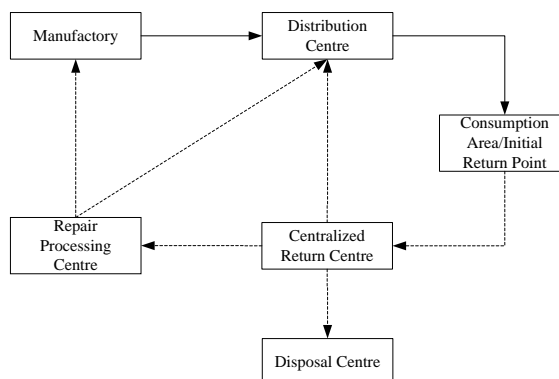 Manufactory
Distribution
Centre
Consumption
Area/Initial
Return Point
Repair
Processing
Centre
Centralized
Return Centre
Disposal Centre